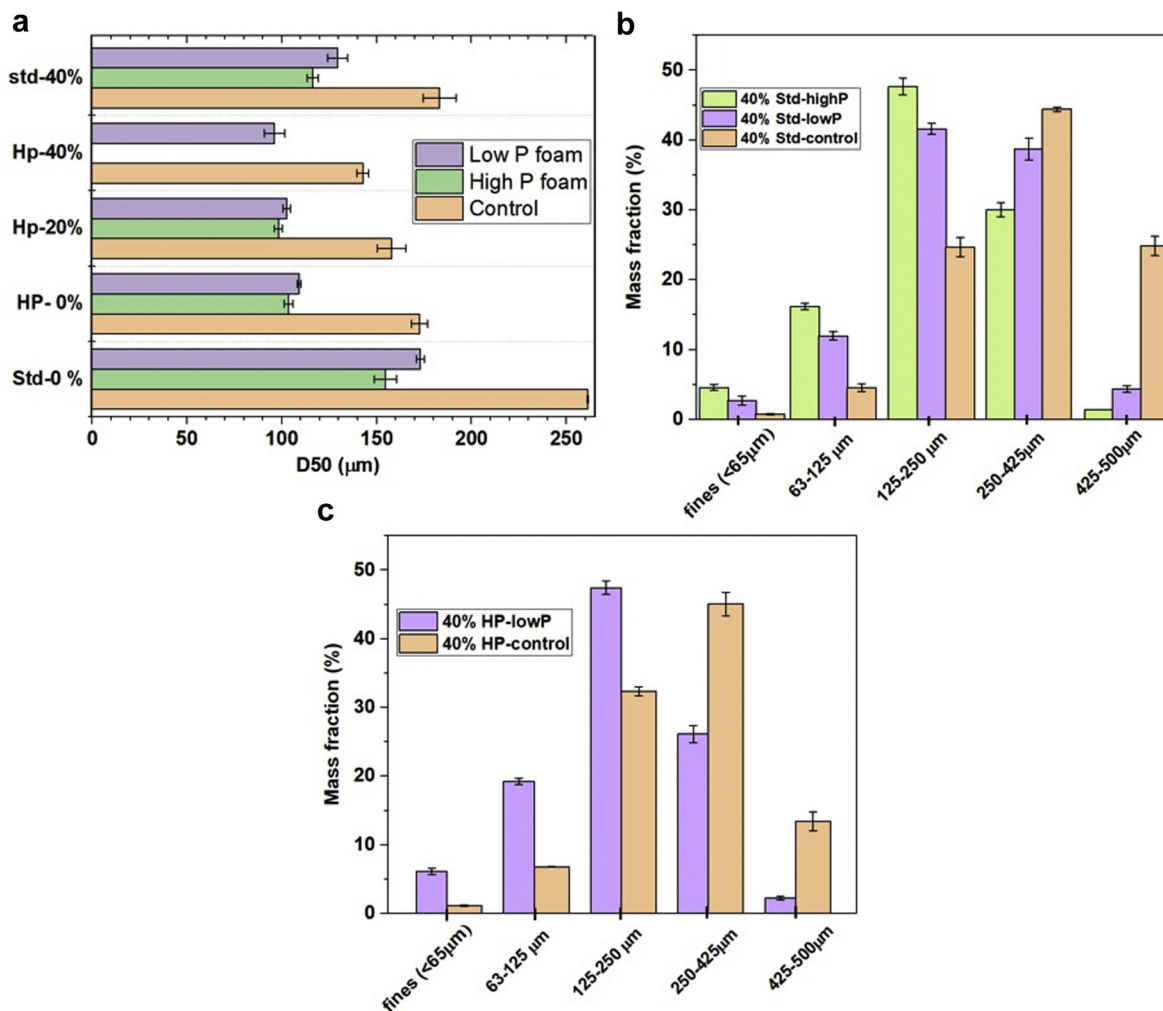 a
std-40%
Hp-40%
Hp-20%
HP- 0%
Std-0 %
Low P foam
High P foam
Control
0 50 100 150 200 250
D50 (μm)
b
Mass fraction (%)
50
40
30
20
10
0
40% Std-highP
40% Std-lowP
40% Std-control
fines (<65μm)
63-125 μm
125-250 μm
250-425μm
425-500μm
c
Mass fraction (%)
50
40
30
20
10
0
40% HP-lowP
40% HP-control
fines (<65μm)
63-125 μm
125-250 μm
250-425μm
425-500μm